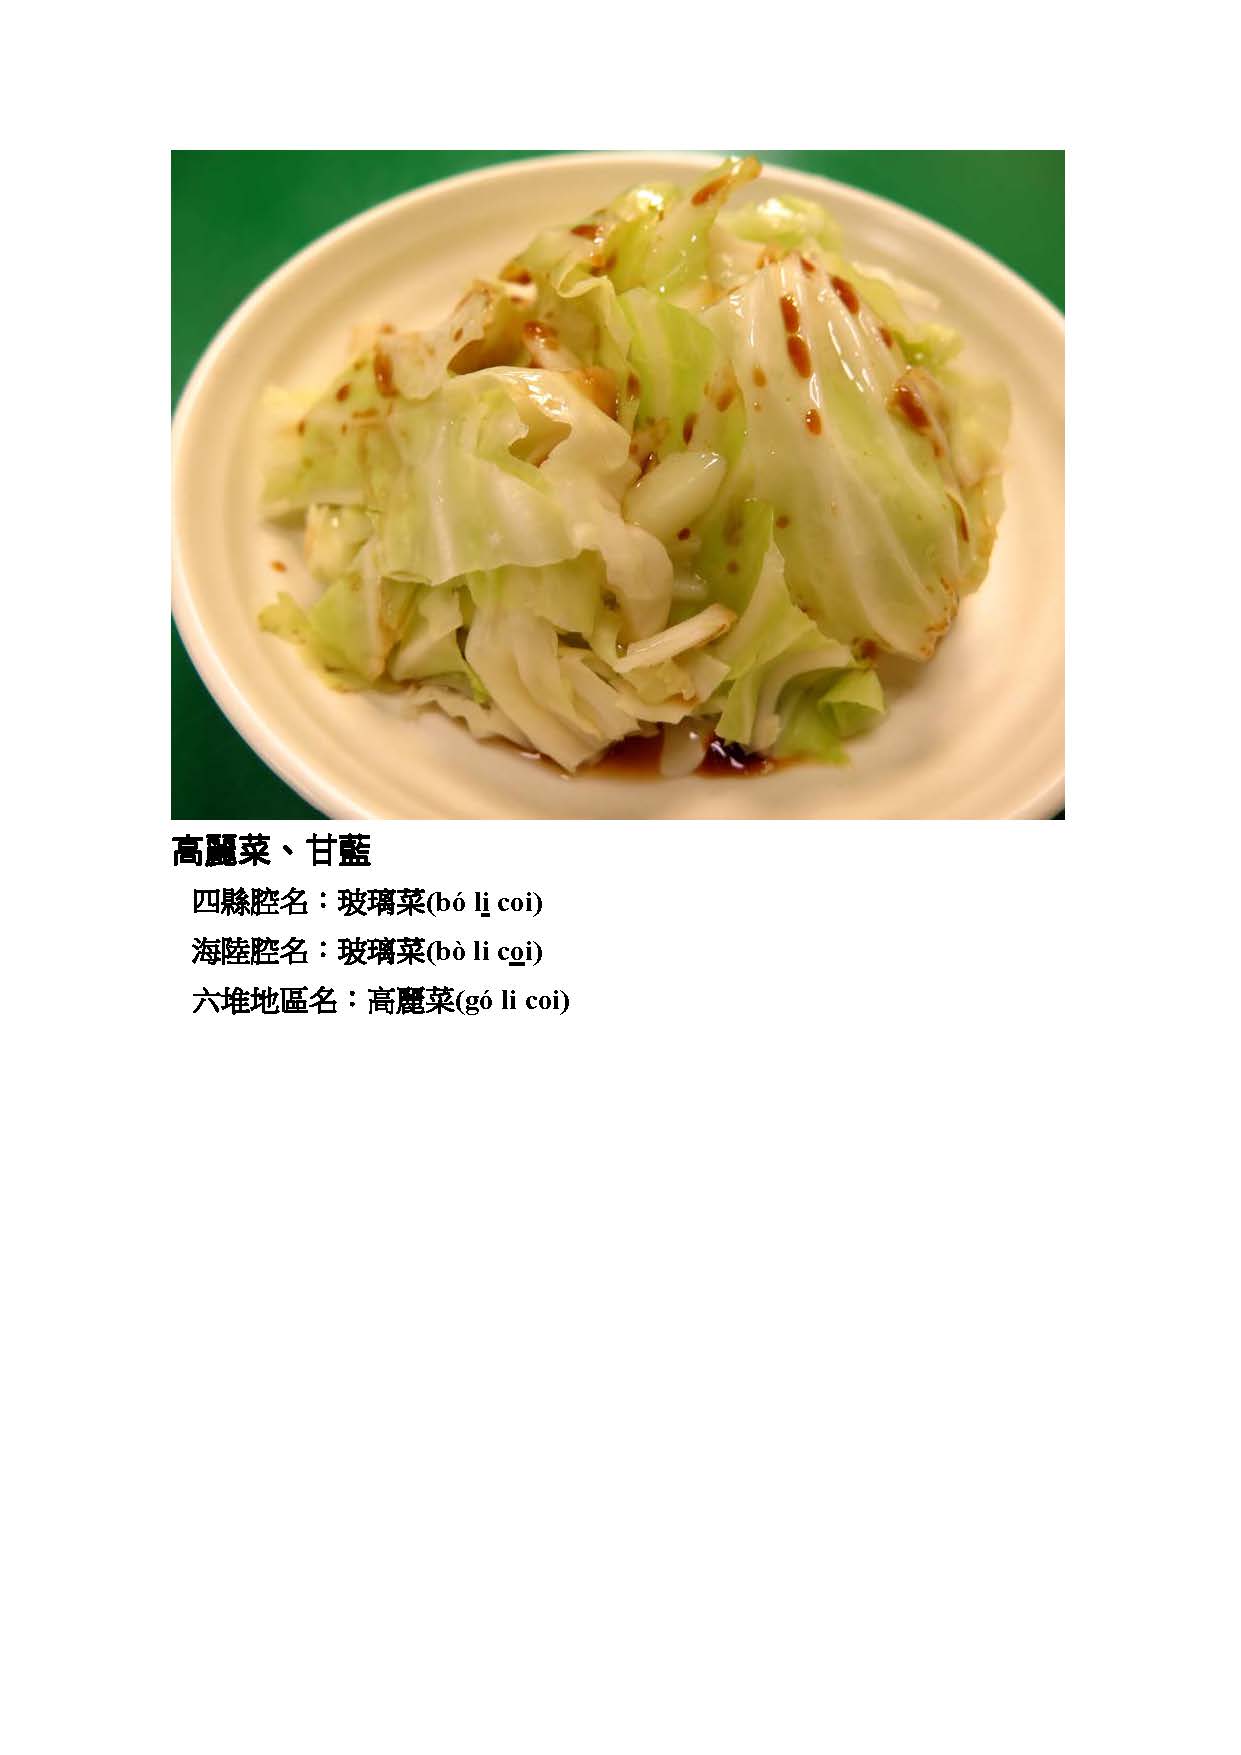 高麗菜、甘藍
四縣腔名：玻璃菜(bó li̱ coi)
海陸腔名：玻璃菜(bò li co̱i)
六堆地區名：高麗菜(gó li coi)